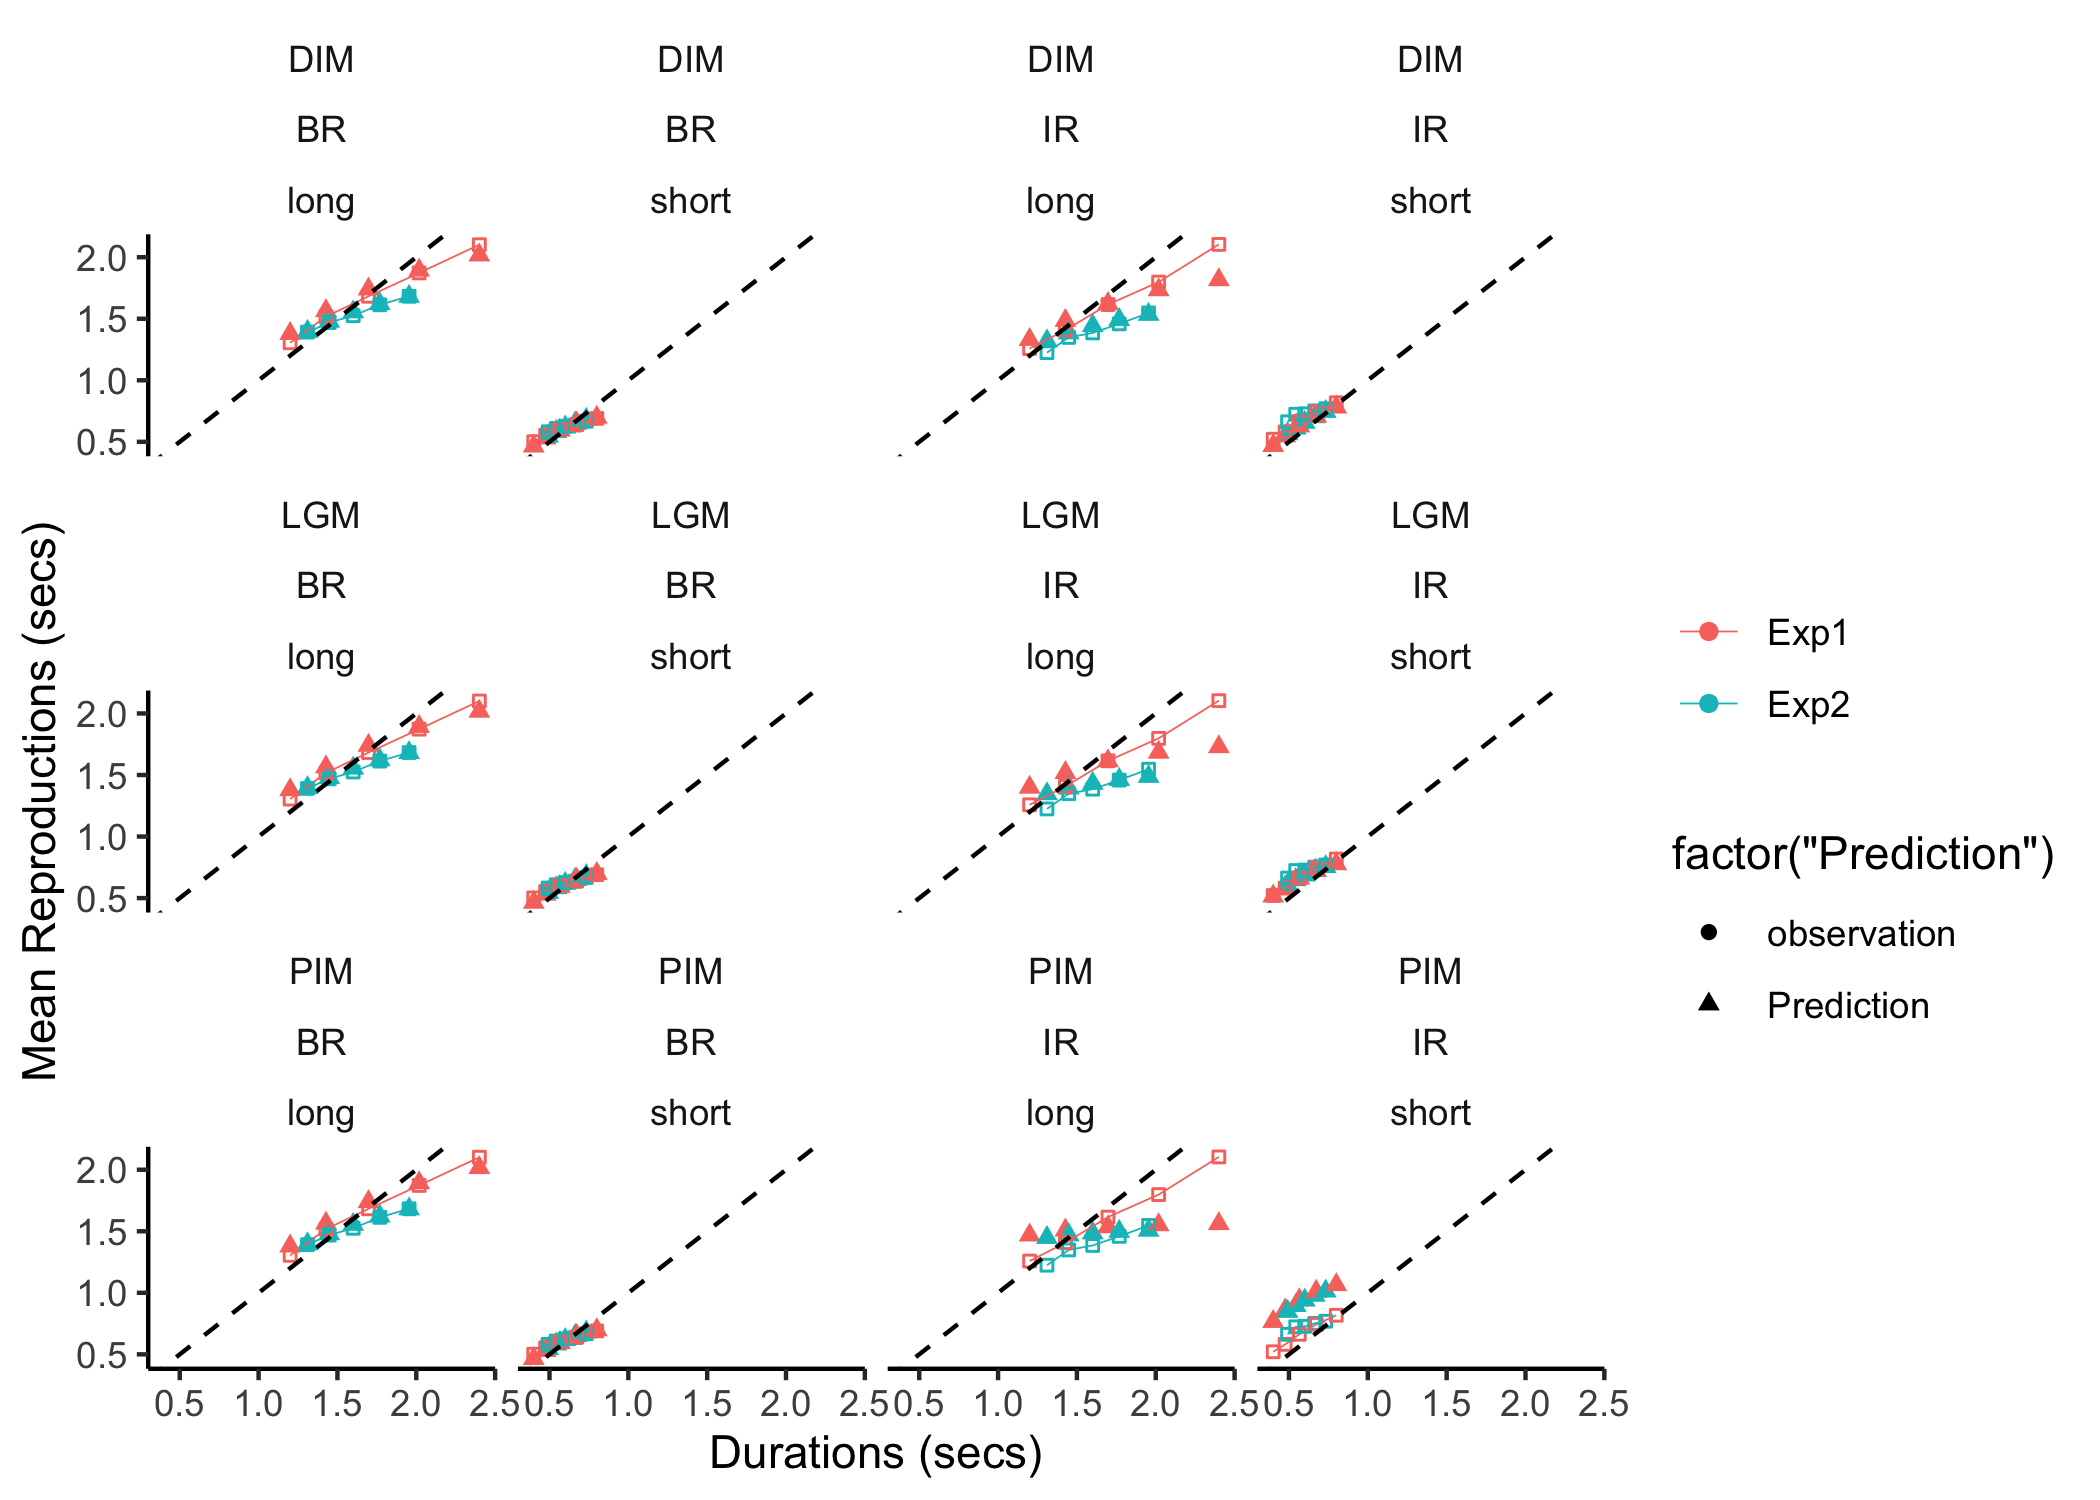 DIM DIM DIM DIM
BR BR IR IR
long short long short
2.0
1.5
1.0
0.5
LGM LGM LGM LGM
BR BR IR IR
long short long short
2.0
1.5
1.0
0.5
PIM PIM PIM PIM
BR BR IR IR
long short long short
2.0
1.5
1.0
0.5
0.5 1.0 1.5 2.0 2.5 0.5 1.0 1.5 2.0 2.5 0.5 1.0 1.5 2.0 2.5 0.5 1.0 1.5 2.0 2.5
Durations (secs)
Mean Reproductions (secs)
Exp1
Exp2
factor("Prediction")
observation
Prediction